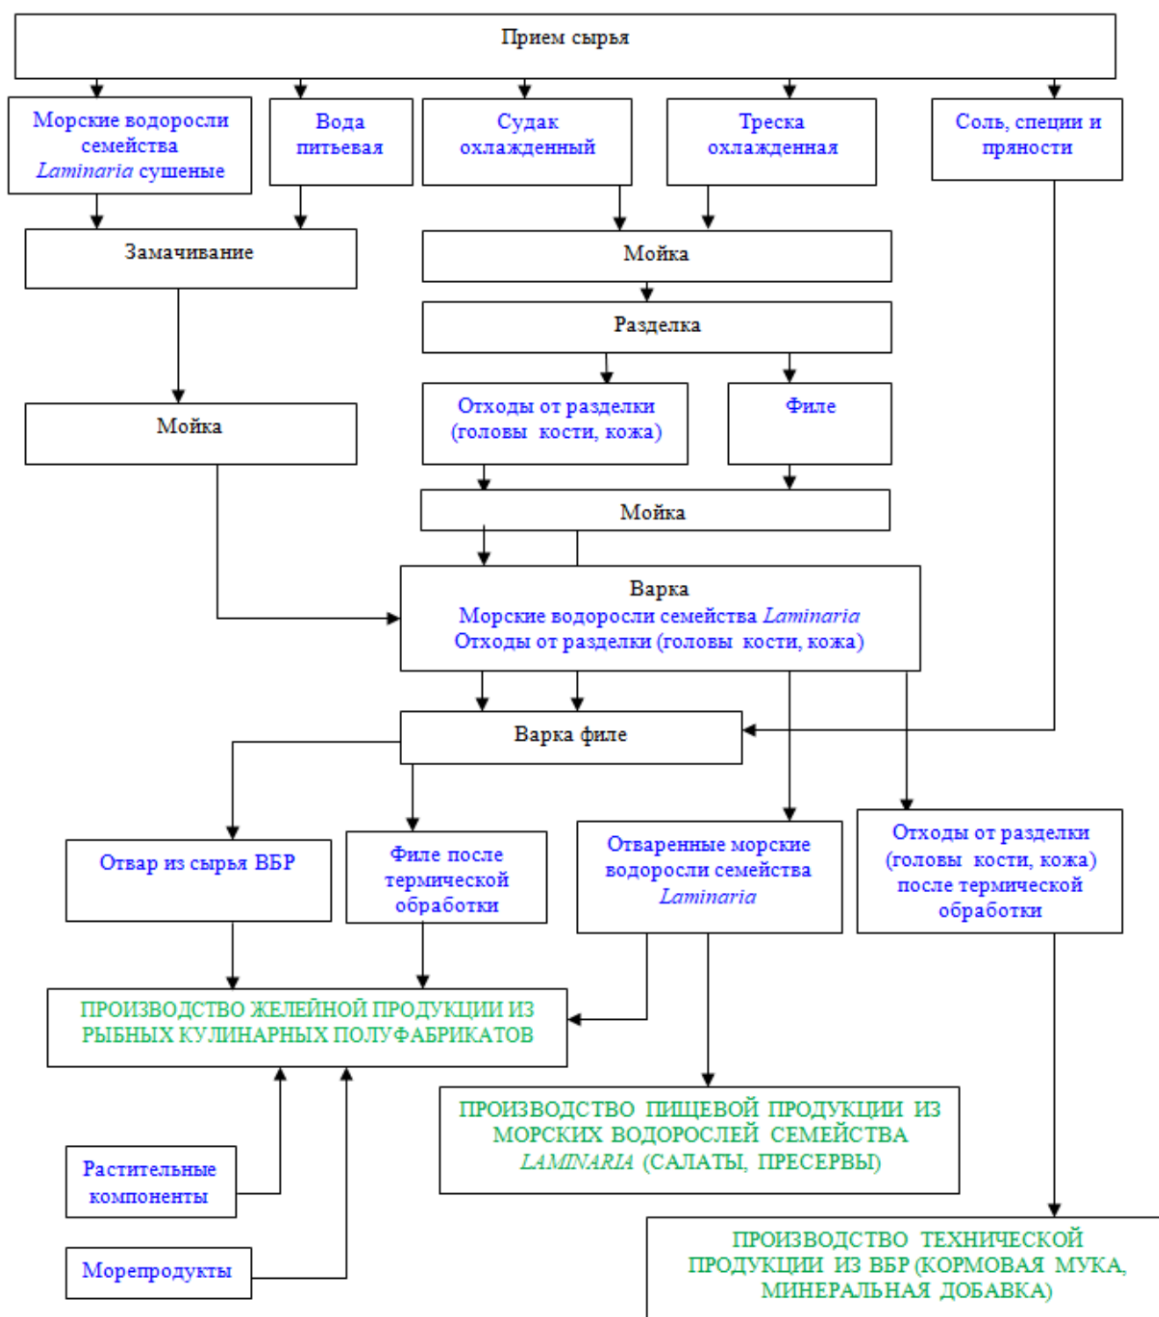 Прием сырья
Морские водоросли
семейства
Laminaria сушеные
Вода
питьевая
Судак
охлажденный
Треска
охлажденная
Соль, специи и
пряности
Замачивание
Мойка
Разделка
Отходы от разделки
(головы кости, кожа)
Филе
Мойка
Мойка
Варка
Морские водоросли семейства Laminaria
Отходы от разделки (головы кости, кожа)
Варка филе
Отвар из сырья ВБР
Филе после
термической
обработки
Отваренные морские
водоросли семейства
Laminaria
Отходы от разделки
(головы кости, кожа)
после термической
обработки
ПРОИЗВОДСТВО ЖЕЛЕЙНОЙ ПРОДУКЦИИ ИЗ
РЫБНЫХ КУЛИНАРНЫХ ПОЛУФАБРИКАТОВ
ПРОИЗВОДСТВО ПИЩЕВОЙ ПРОДУКЦИИ ИЗ
МОРСКИХ ВОДОРОСЛЕЙ СЕМЕЙСТВА
LAMINARIA (САЛАТЫ, ПРЕСЕРВЫ)
Растительные
компоненты
Морепродукты
ПРОИЗВОДСТВО ТЕХНИЧЕСКОЙ
ПРОДУКЦИИ ИЗ ВБР (КОРМОВАЯ МУКА,
МИНЕРАЛЬНАЯ ДОБАВКА)